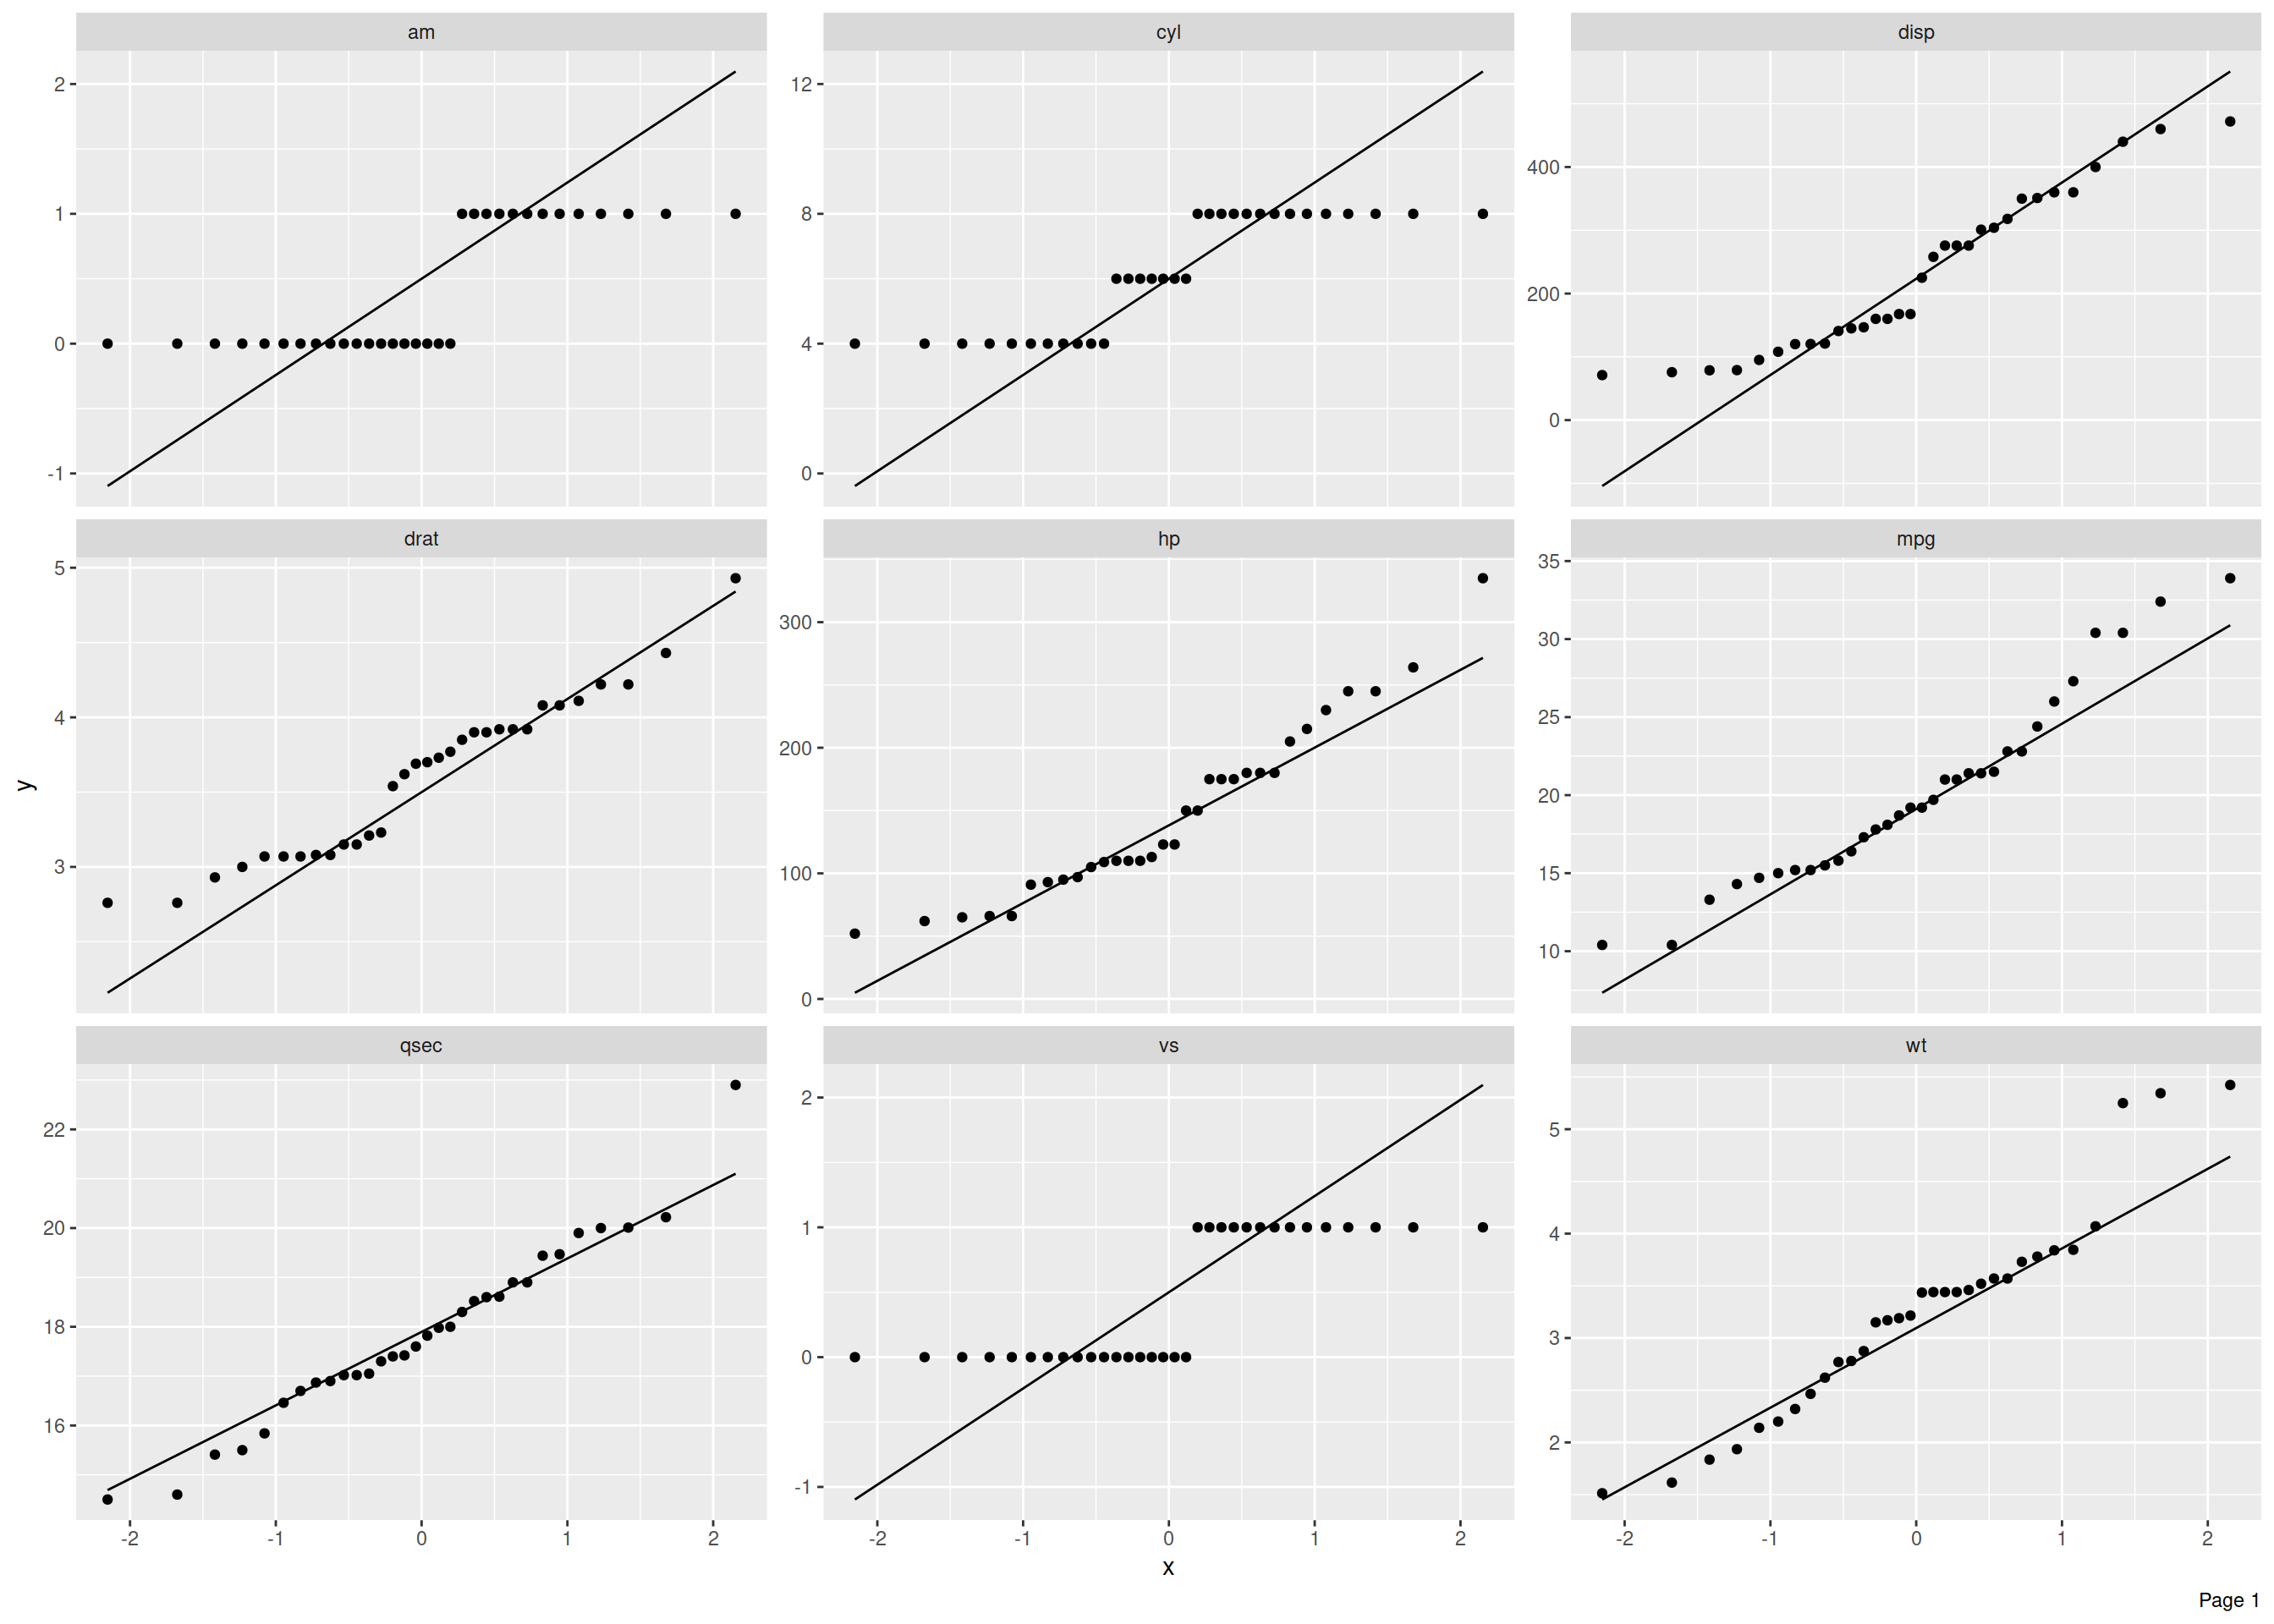 am cyl disp
2 12
1 8 400
0 4 200
-1 0 0
drat hp mpg
5 35
4 300 30
3 200 25
100 20
0 15
10
y
qsec vs wt
22 2 5
20 1 4
18 0 3
16 -1 2
-2 -1 0 1 2 -2 -1 0 1 2 -2 -1 0 1 2
x
Page 1